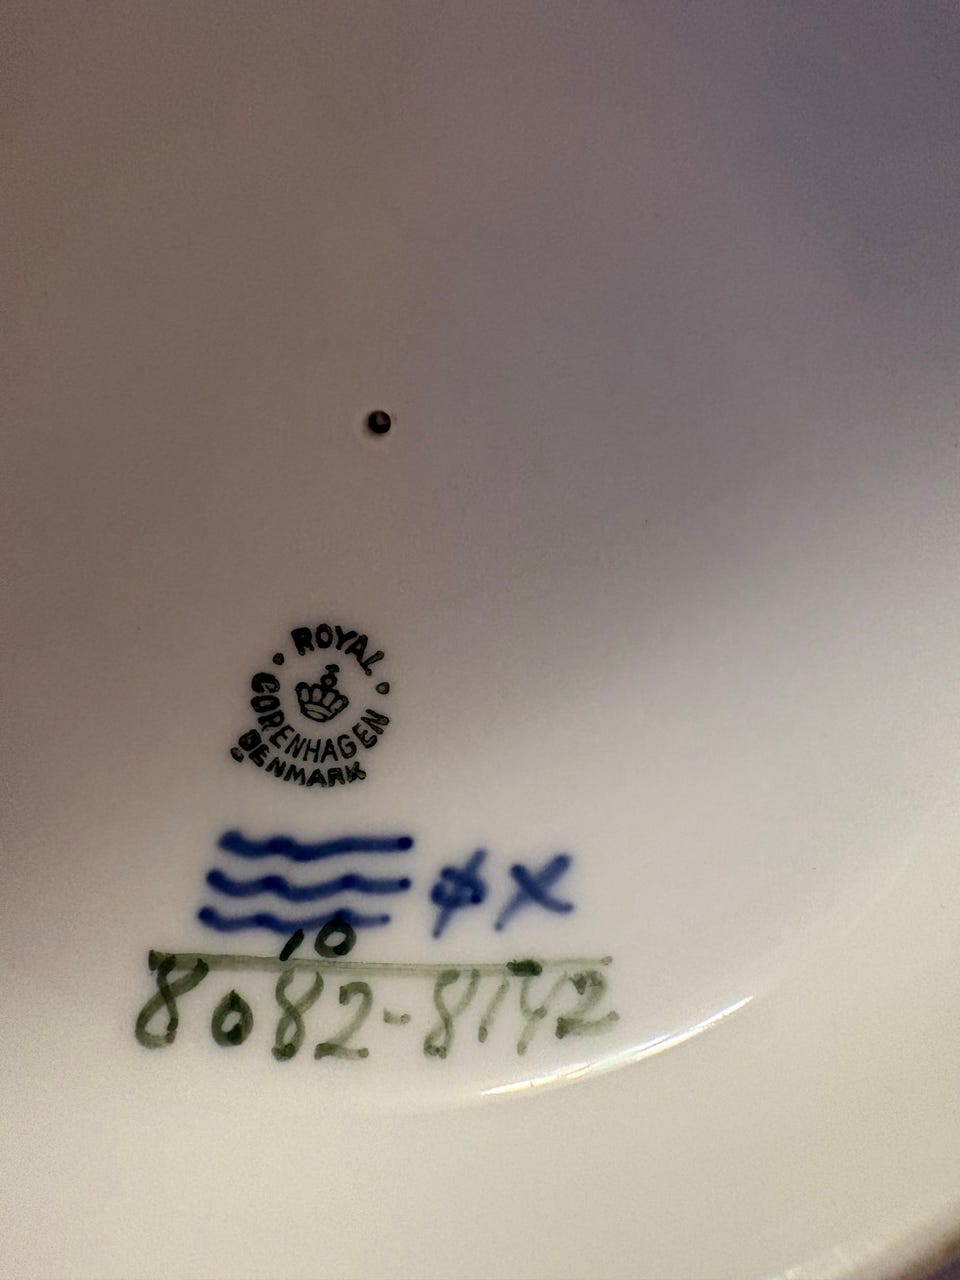 ROYAL
COPENHAGEN
DENMARK
10
8082-8142